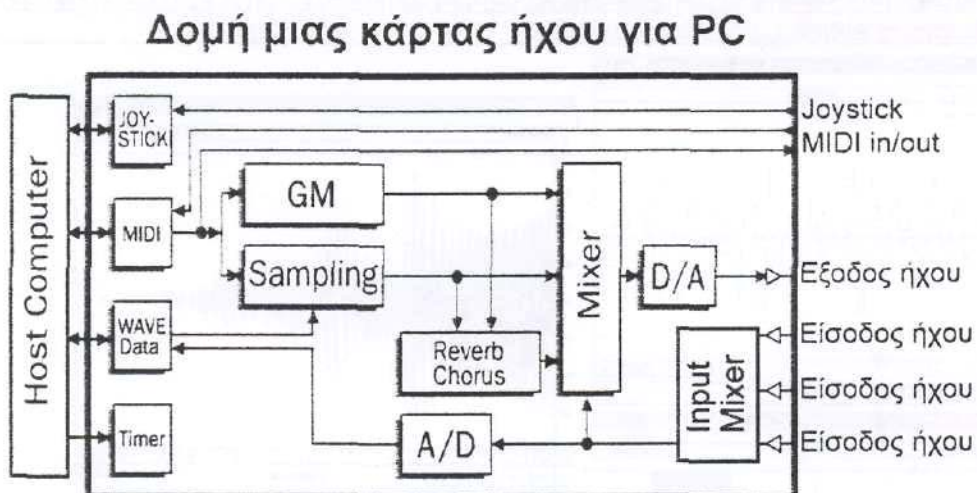 Δομή μιας κάρτας ήχου για PC
Host Computer
JOY-
STICK
MIDI
WAVE
Data
Timer
GM
Sampling
Reverb
Chorus
A/D
Mixer
D/A
Input
Mixer
Joystick
MIDI in/out
Εξοδος ήχου
Είσοδος ήχου
Είσοδος ήχου
Είσοδος ήχου